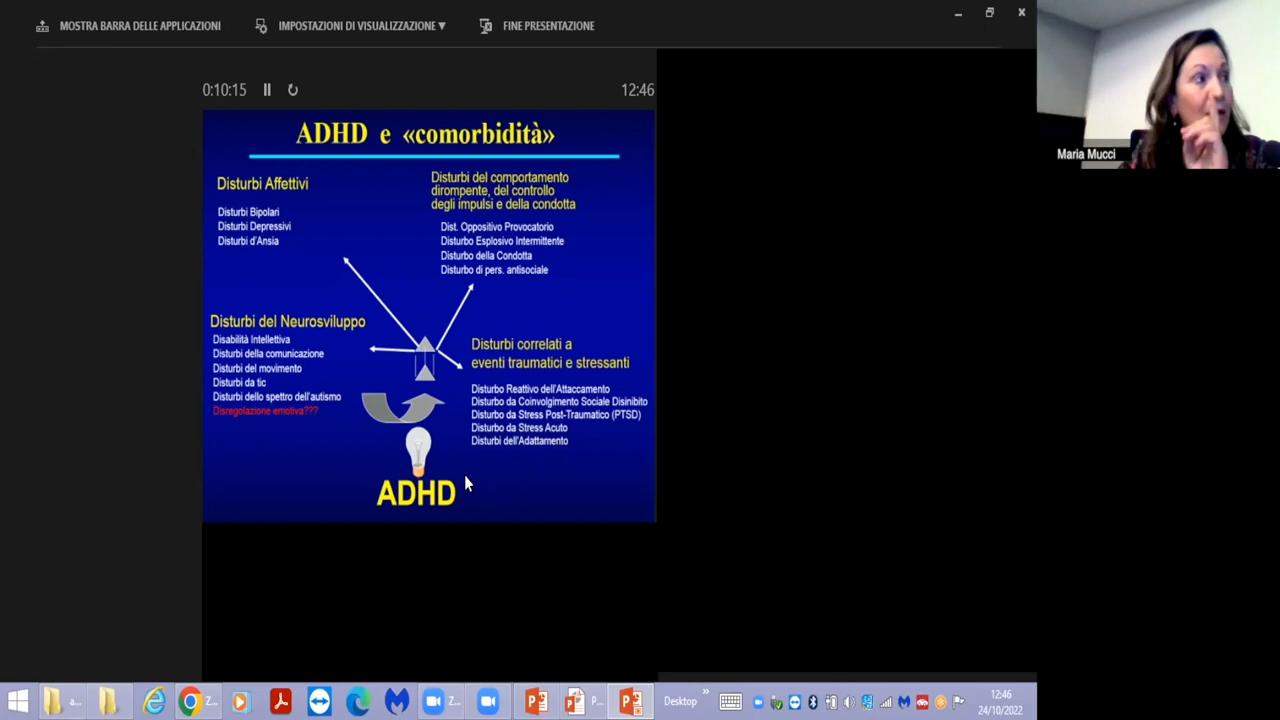 MOSTRA BARRA DELLE APPLICAZIONI
IMPOSTAZIONI DI VISUALIZZAZIONE ▼
FINE PRESENTAZIONE
0:10:15
12:46
ADHD e «comorbidità»
Disturbi Affettivi
Disturbi Bipolari
Disturbi Depressivi
Disturbi d'Ansia
Disturbi del comportamento
dirompente, del controllo
degli impulsi e della condotta
Dist. Oppositivo Provocatorio
Disturbo Esplosivo Intermittente
Disturbo della Condotta
Disturbo di pers. antisociale
Disturbi del Neurosviluppo
Disabilità Intellettiva
Disturbi della comunicazione
Disturbi del movimento
Disturbi da tic
Disturbi dello spettro dell'autismo
Disregolazione emotiva???
Disturbi correlati a
eventi traumatici e stressanti
Disturbo Reattivo dell'Attaccamento
Disturbo da Coinvolgimento Sociale Disinibito
Disturbo da Stress Post-Traumatico (PTSD)
Disturbo da Stress Acuto
Disturbi dell'Adattamento
ADHD
Maria Mucci
a...
Z...
Z...
P...
Desktop
12:46
24/10/2022